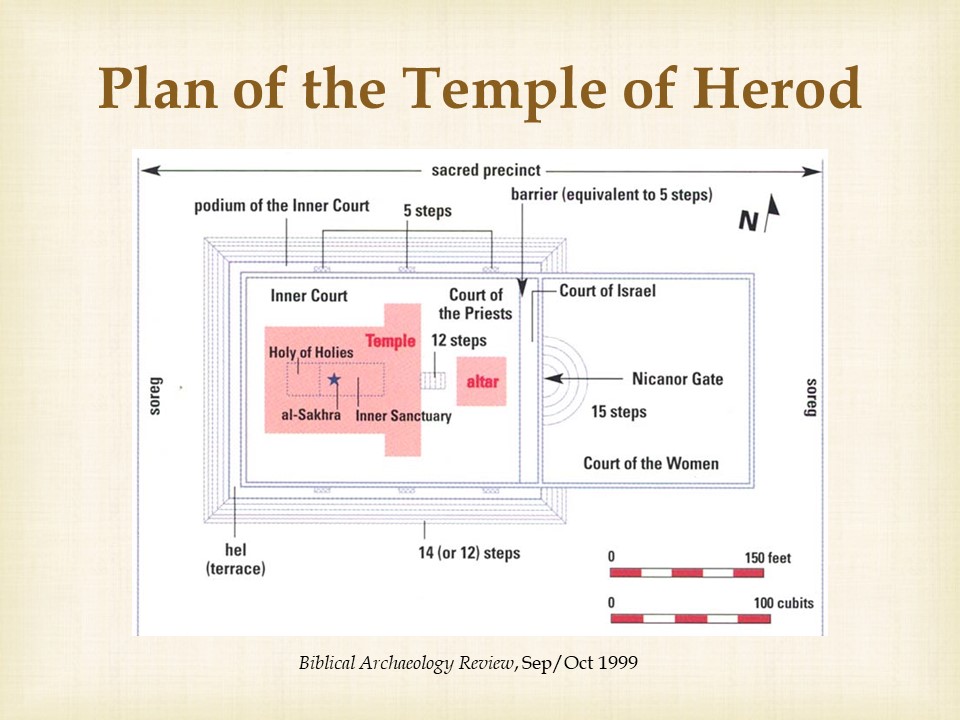 Plan of the Temple of Herod
sacred precinct
barrier (equivalent to 5 steps)
podium of the Inner Court
5 steps
N
Inner Court
Court of
the Priests
Court of Israel
Temple
12 steps
Holy of Holies
altar
Nicanor Gate
soreg
soreg
al-Sakhra
Inner Sanctuary
15 steps
Court of the Women
hel
(terrace)
14 (or 12) steps
0
150 feet
0
100 cubits
Biblical Archaeology Review, Sep/Oct 1999